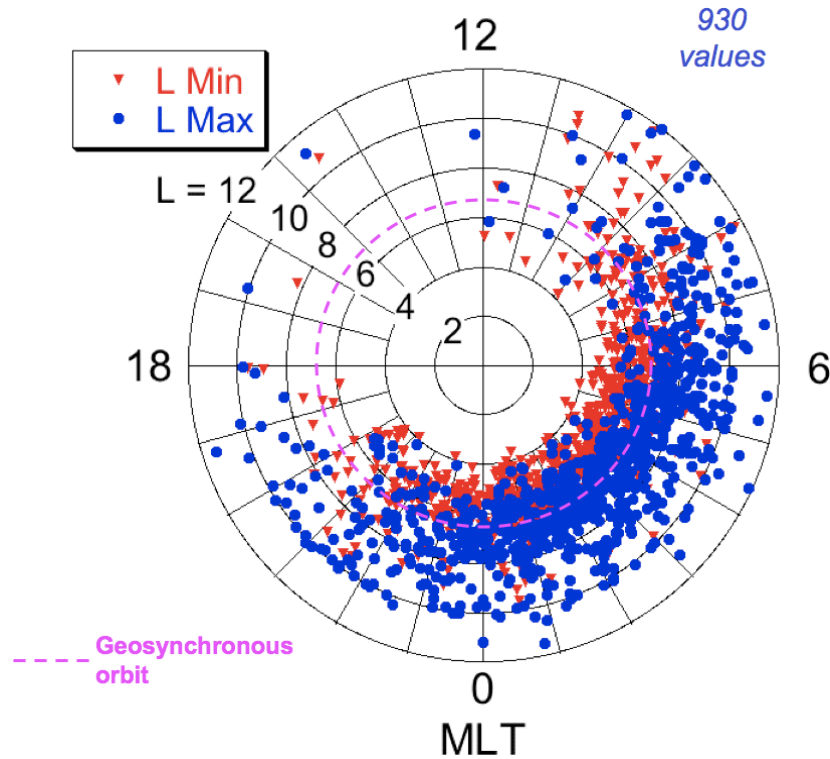 12
930
values
L Min
L Max
L = 12
10
8
6
4
2
18
6
Geosynchronous
orbit
0
MLT